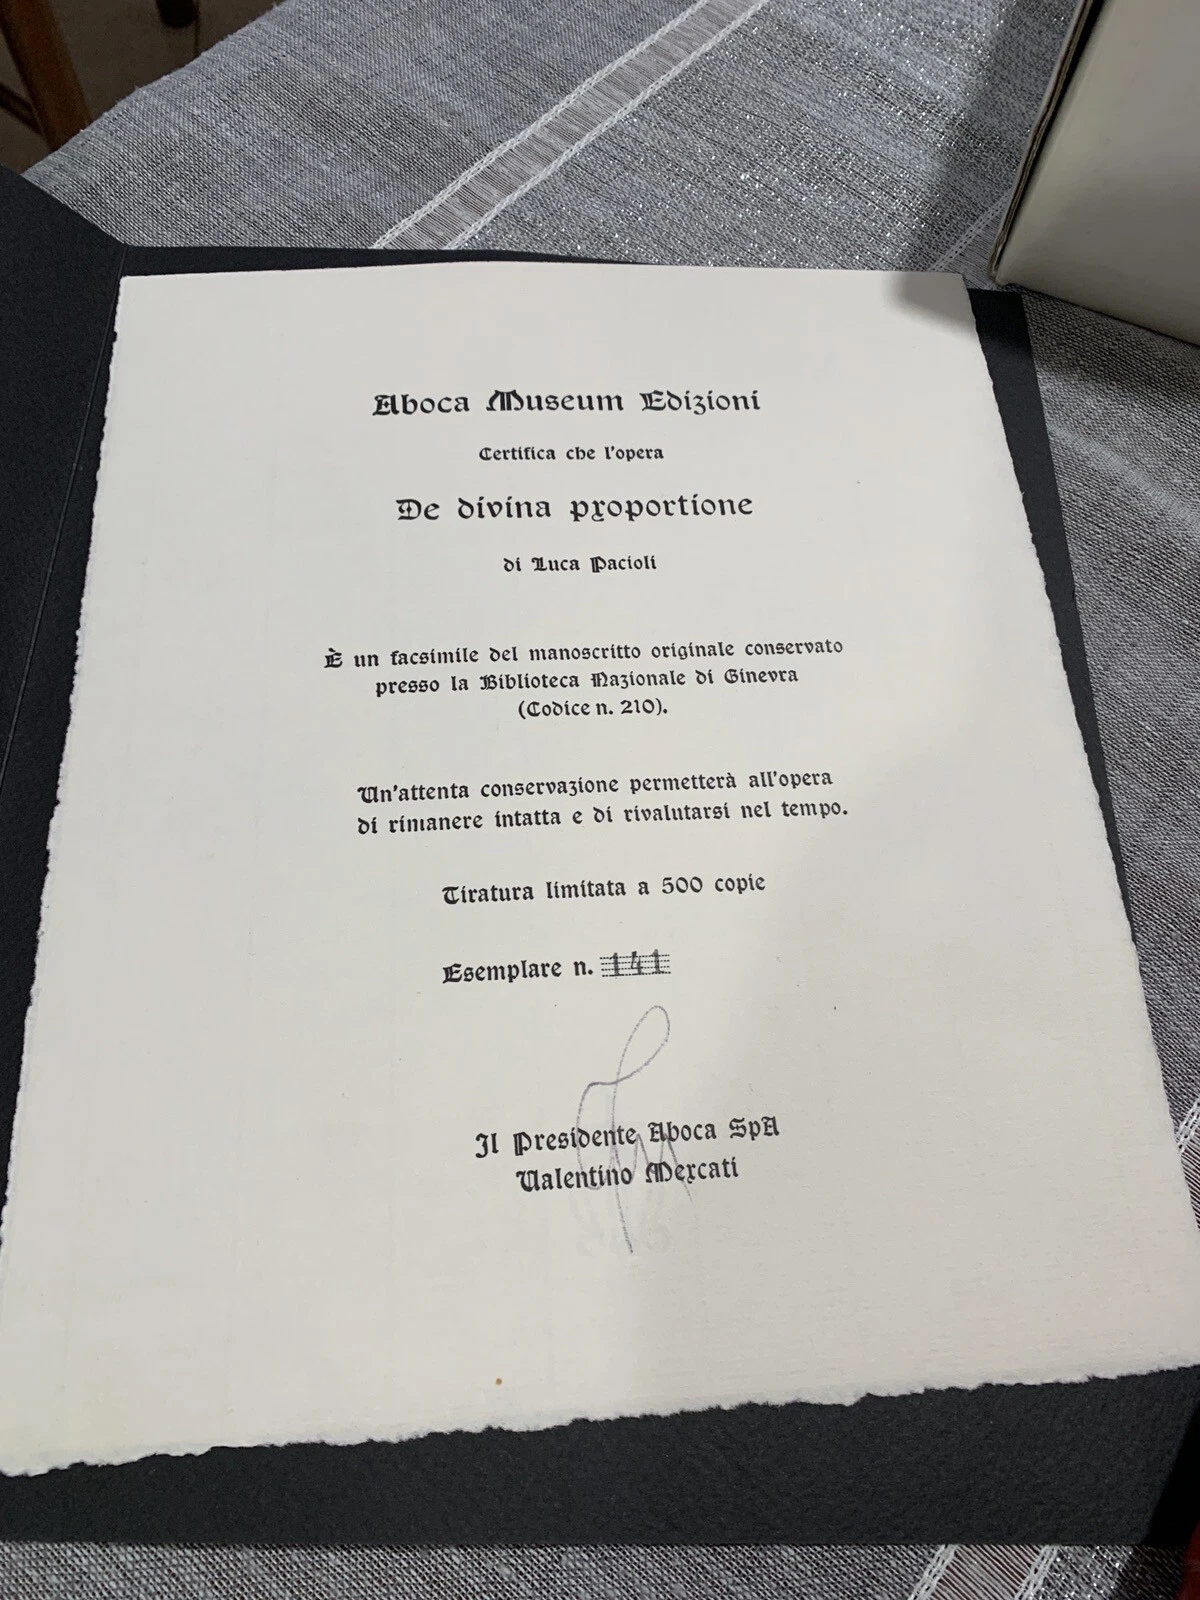 Aboca Museum Edizioni
Certifica che l'opera
De divina proportione
di Luca Pacioli
È un facsimile del manoscritto originale conservato
presso la Biblioteca Nazionale di Ginevra
(Codice n. 210).
Un'attenta conservazione permetterà all'opera
di rimanere intatta e di rivalutarsi nel tempo.
Tiratura limitata a 500 copie
Esemplare n. 141
Il Presidente Aboca SpA
Valentino Mercati